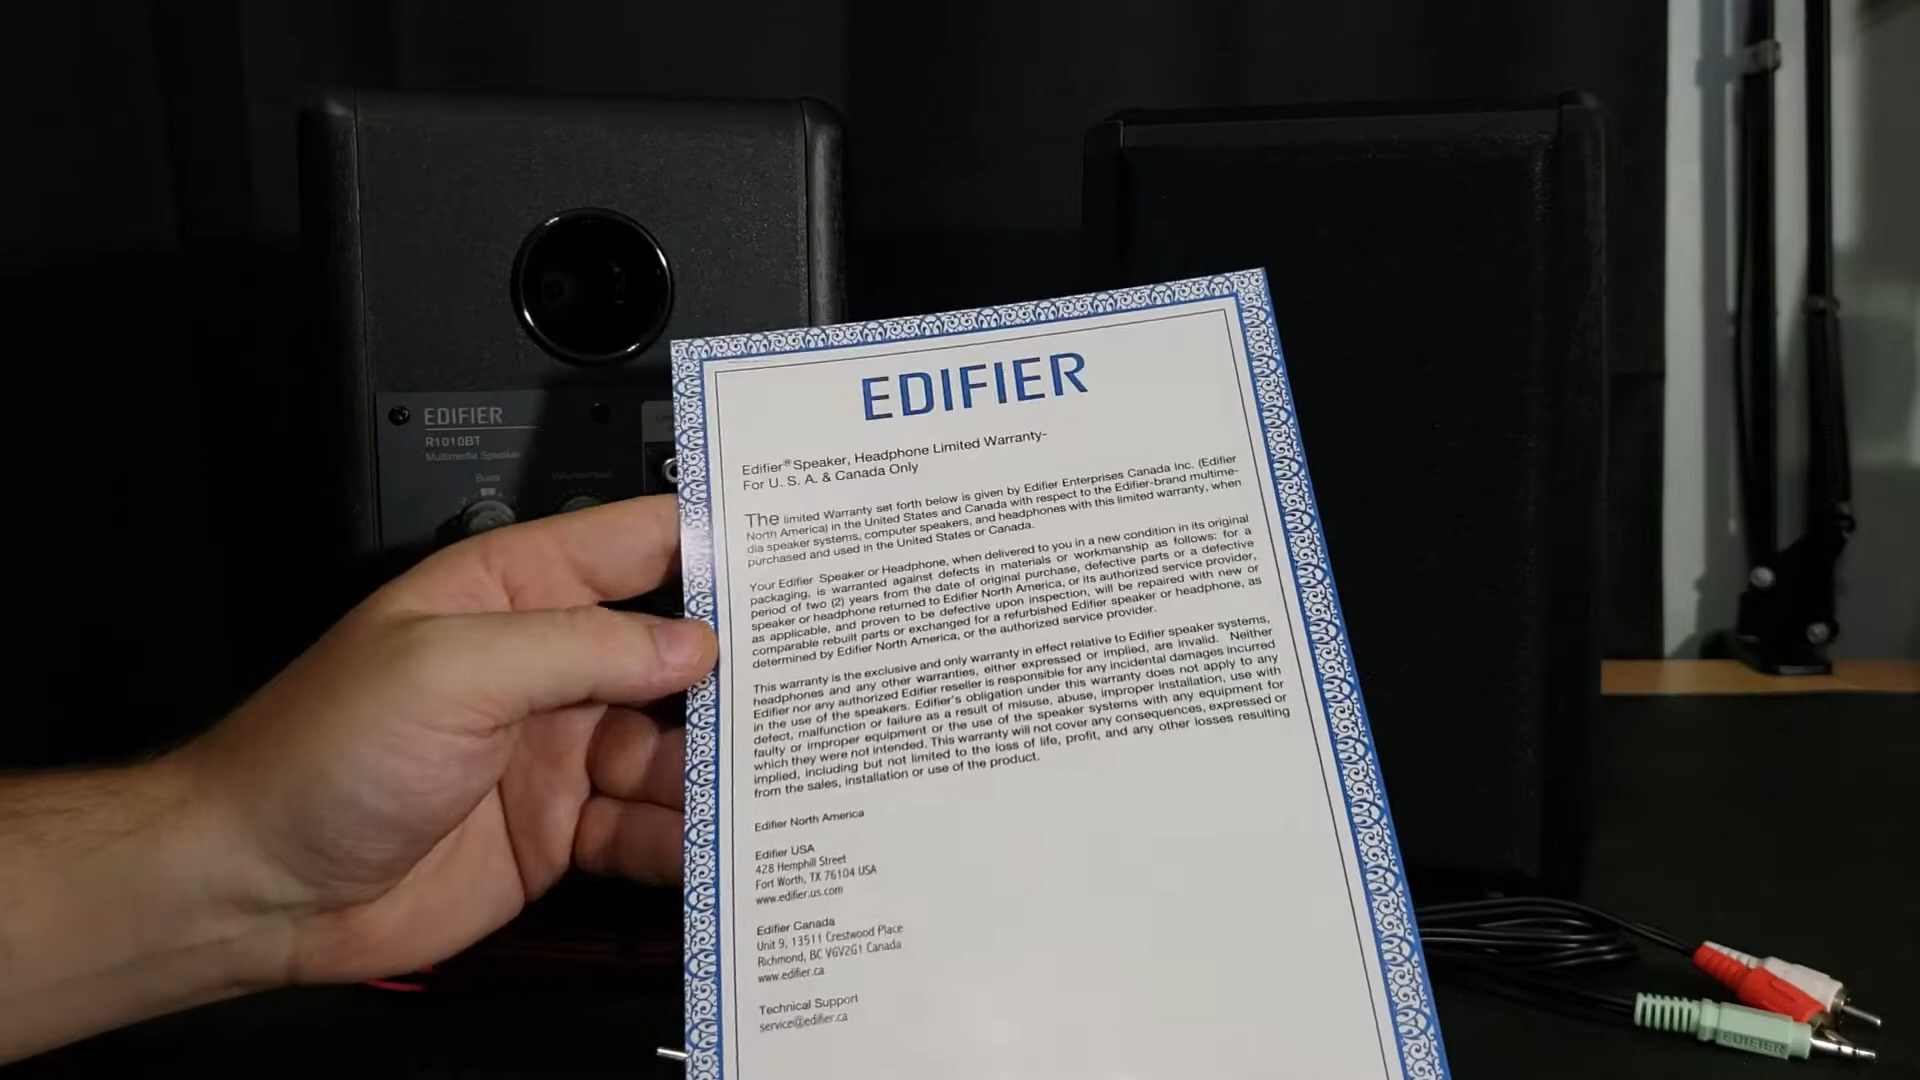 EDIFIER
R1010BT
Multimedia Speaker
Bass
EDIFIER
Edifier® Speaker, Headphone Limited Warranty-
For U. S. A. & Canada Only
The limited Warranty set forth below is given by Edifier Enterprises Canada Inc. (Edifier
North America) in the United States and Canada with respect to the Edifier-brand multime-
dia speaker systems, computer speakers, and headphones with this limited warranty, when
purchased and used in the United States or Canada.
Your Edifier Speaker or Headphone, when delivered to you in a new condition in its original
packaging, is warranted against defects in materials or workmanship as follows: for a
period of two (2) years from the date of original purchase, defective parts or a defective
speaker or headphone returned to Edifier North America, or its authorized service provider,
as applicable, and proven to be defective upon inspection, will be repaired with new or
comparable rebuilt parts or exchanged for a refurbished Edifier speaker or headphone, as
determined by Edifier North America, or the authorized service provider.
This warranty is the exclusive and only warranty in effect relative to Edifier speaker systems,
headphones and any other warranties, either expressed or implied, are invalid. Neither
Edifier nor any authorized Edifier reseller is responsible for any incidental damages incurred
in the use of the speakers. Edifier's obligation under this warranty does not apply to any
defect, malfunction or failure as a result of misuse, abuse, improper installation, use with
faulty or improper equipment or the use of the speaker systems with any equipment for
which they were not intended. This warranty will not cover any consequences, expressed or
implied, including but not limited to the loss of life, profit, and any other losses resulting
from the sales, installation or use of the product.
Edifier North America
Edifier USA
428 Hemphill Street
Fort Worth, TX 76104 USA
www.edifier.us.com
Edifier Canada
Unit 9, 13511 Crestwood Place
Richmond, BC V6V2G1 Canada
www.edifier.ca
Technical Support
service@edifier.ca
EDIFIER